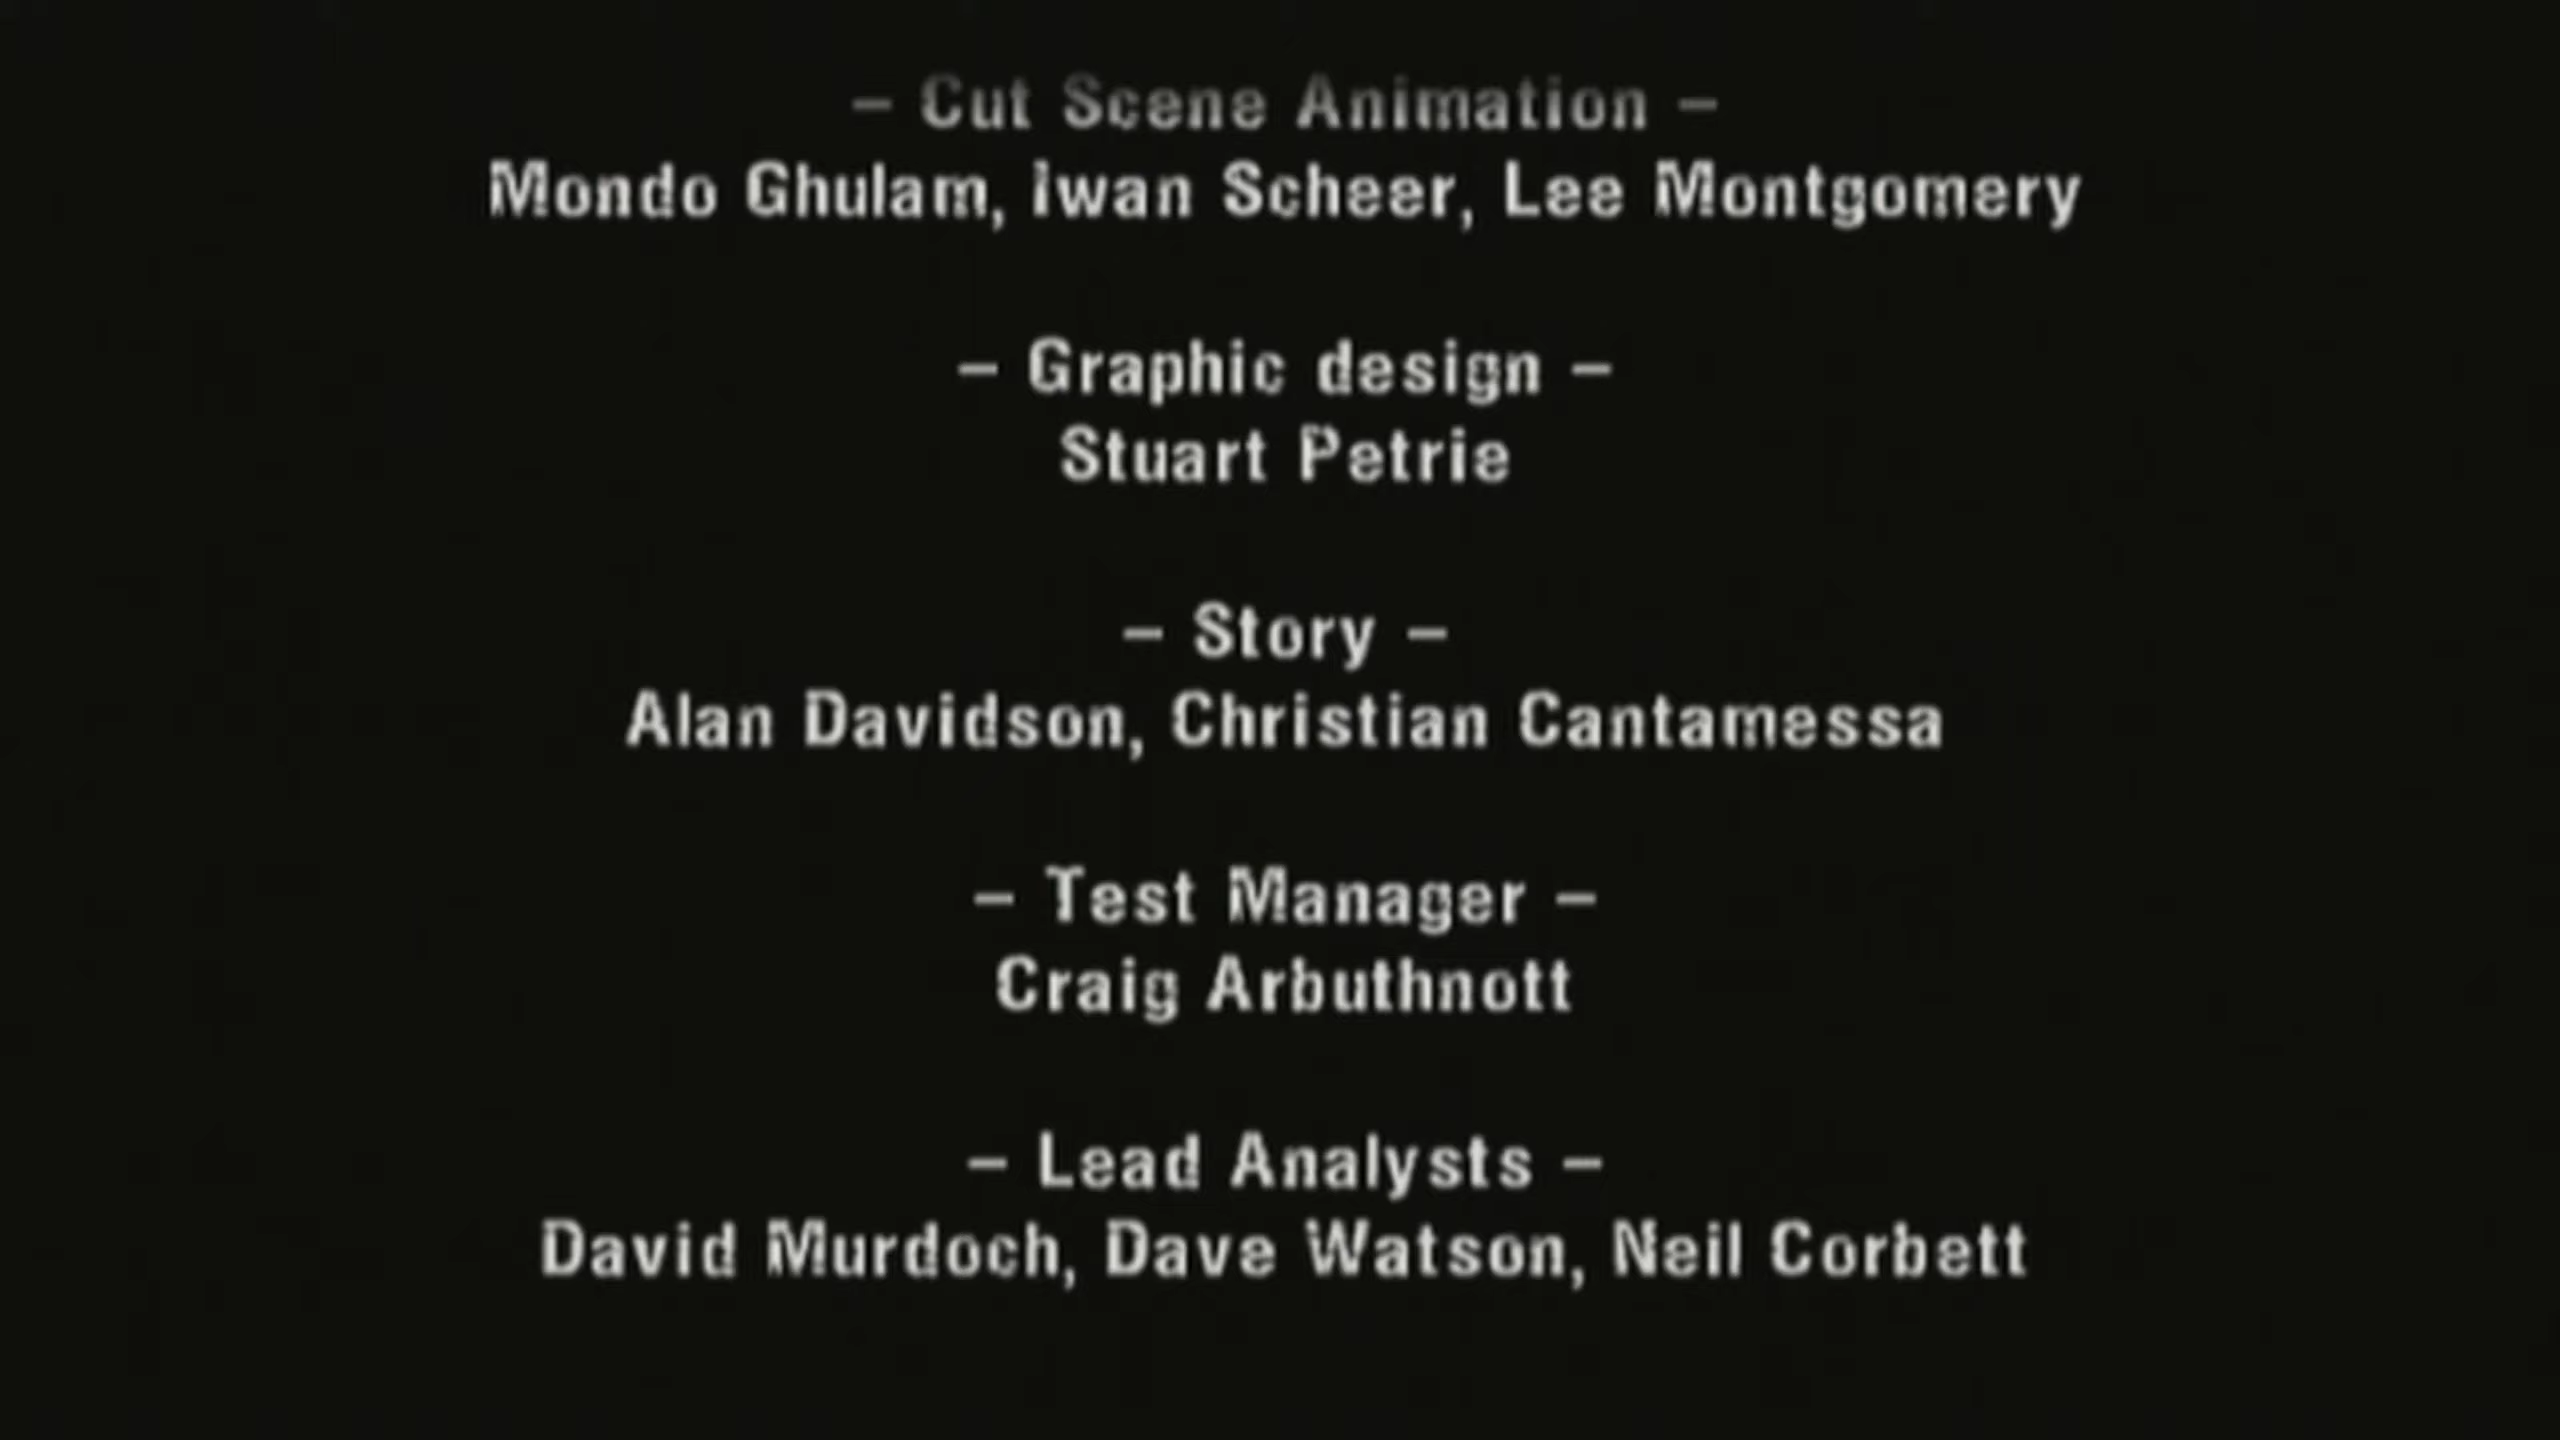 – Cut Scene Animation –
Mondo Ghulam, Iwan Scheer, Lee Montgomery
– Graphic design –
Stuart Petrie
– Story –
Alan Davidson, Christian Cantamessa
– Test Manager –
Craig Arbuthnott
– Lead Analysts –
David Murdoch, Dave Watson, Neil Corbett